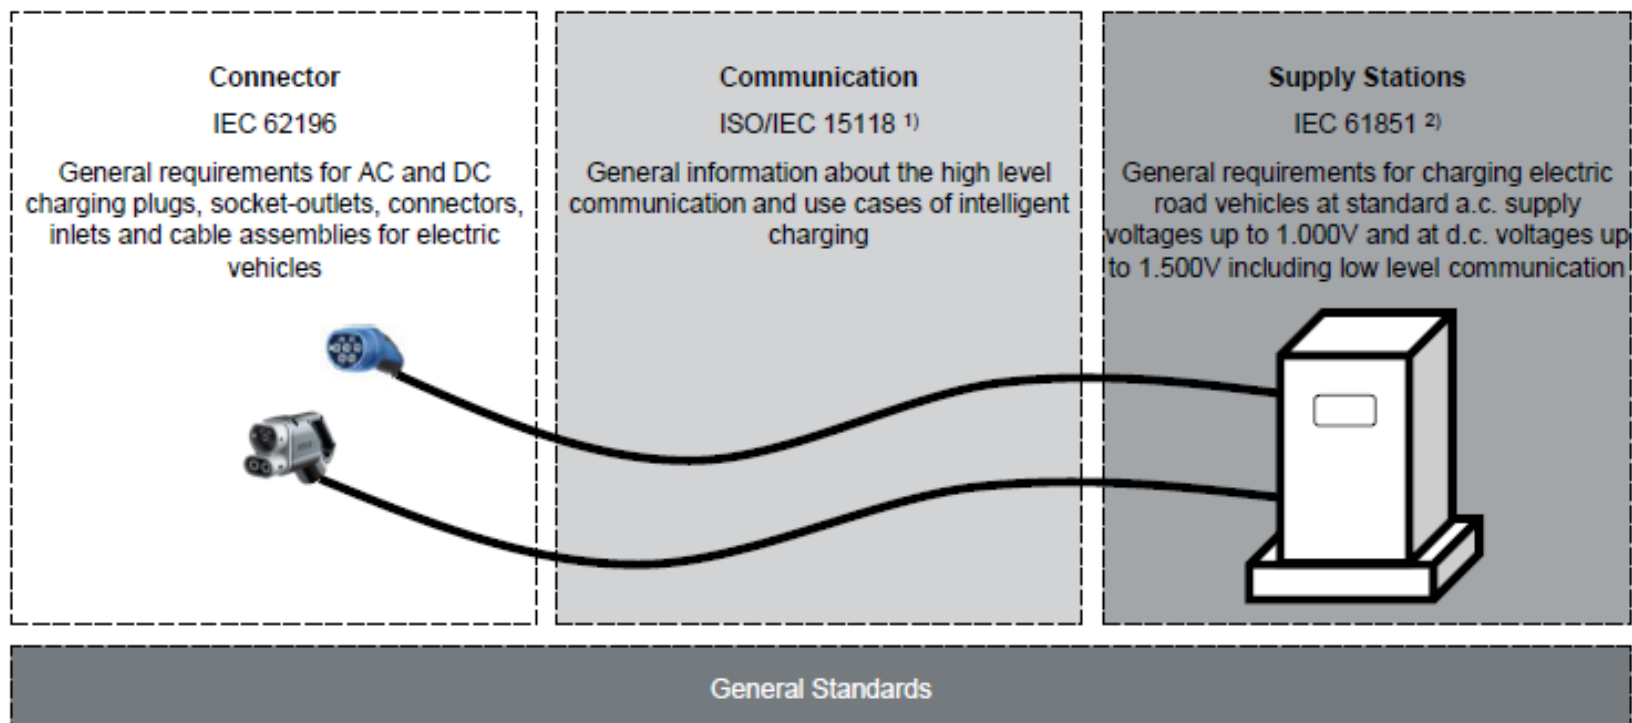 Connector
IEC 62196
General requirements for AC and DC
charging plugs, socket-outlets, connectors,
inlets and cable assemblies for electric
vehicles
Communication
ISO/IEC 15118 ¹⁾
General information about the high level
communication and use cases of intelligent
charging
Supply Stations
IEC 61851 ²⁾
General requirements for charging electric
road vehicles at standard a.c. supply
voltages up to 1.000V and at d.c. voltages up
to 1.500V including low level communication
General Standards